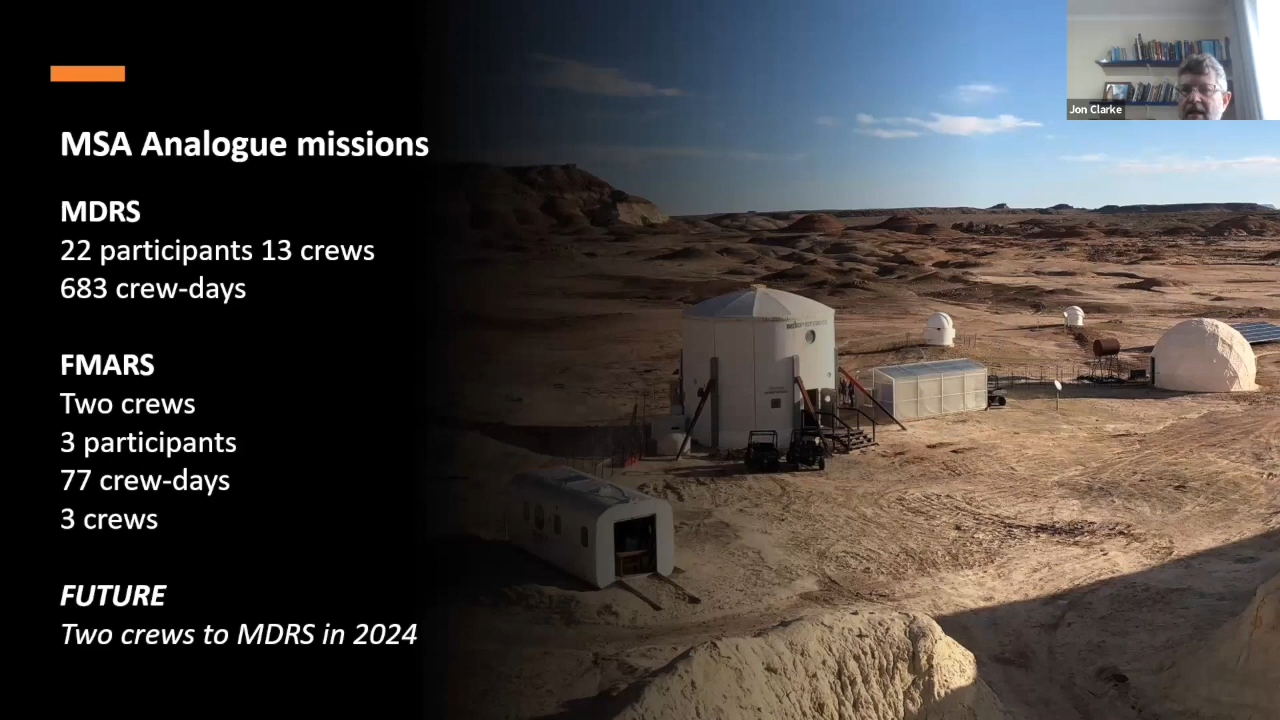 MSA Analogue missions
MDRS
22 participants 13 crews
683 crew-days
FMARS
Two crews
3 participants
77 crew-days
3 crews
FUTURE
Two crews to MDRS in 2024
Jon Clarke